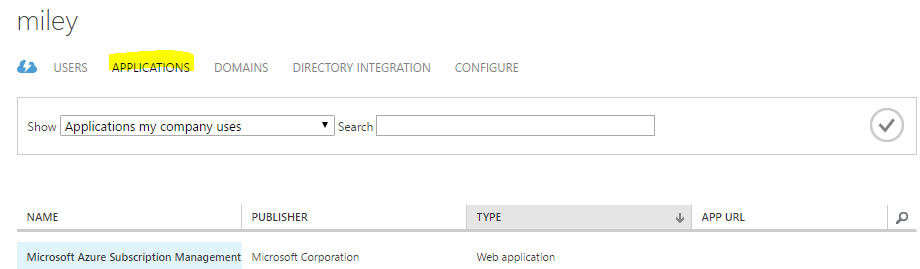 miley
USERS APPLICATIONS DOMAINS DIRECTORY INTEGRATION CONFIGURE
Show Applications my company uses Search
NAME PUBLISHER TYPE APP URL
Microsoft Azure Subscription Management Microsoft Corporation Web application